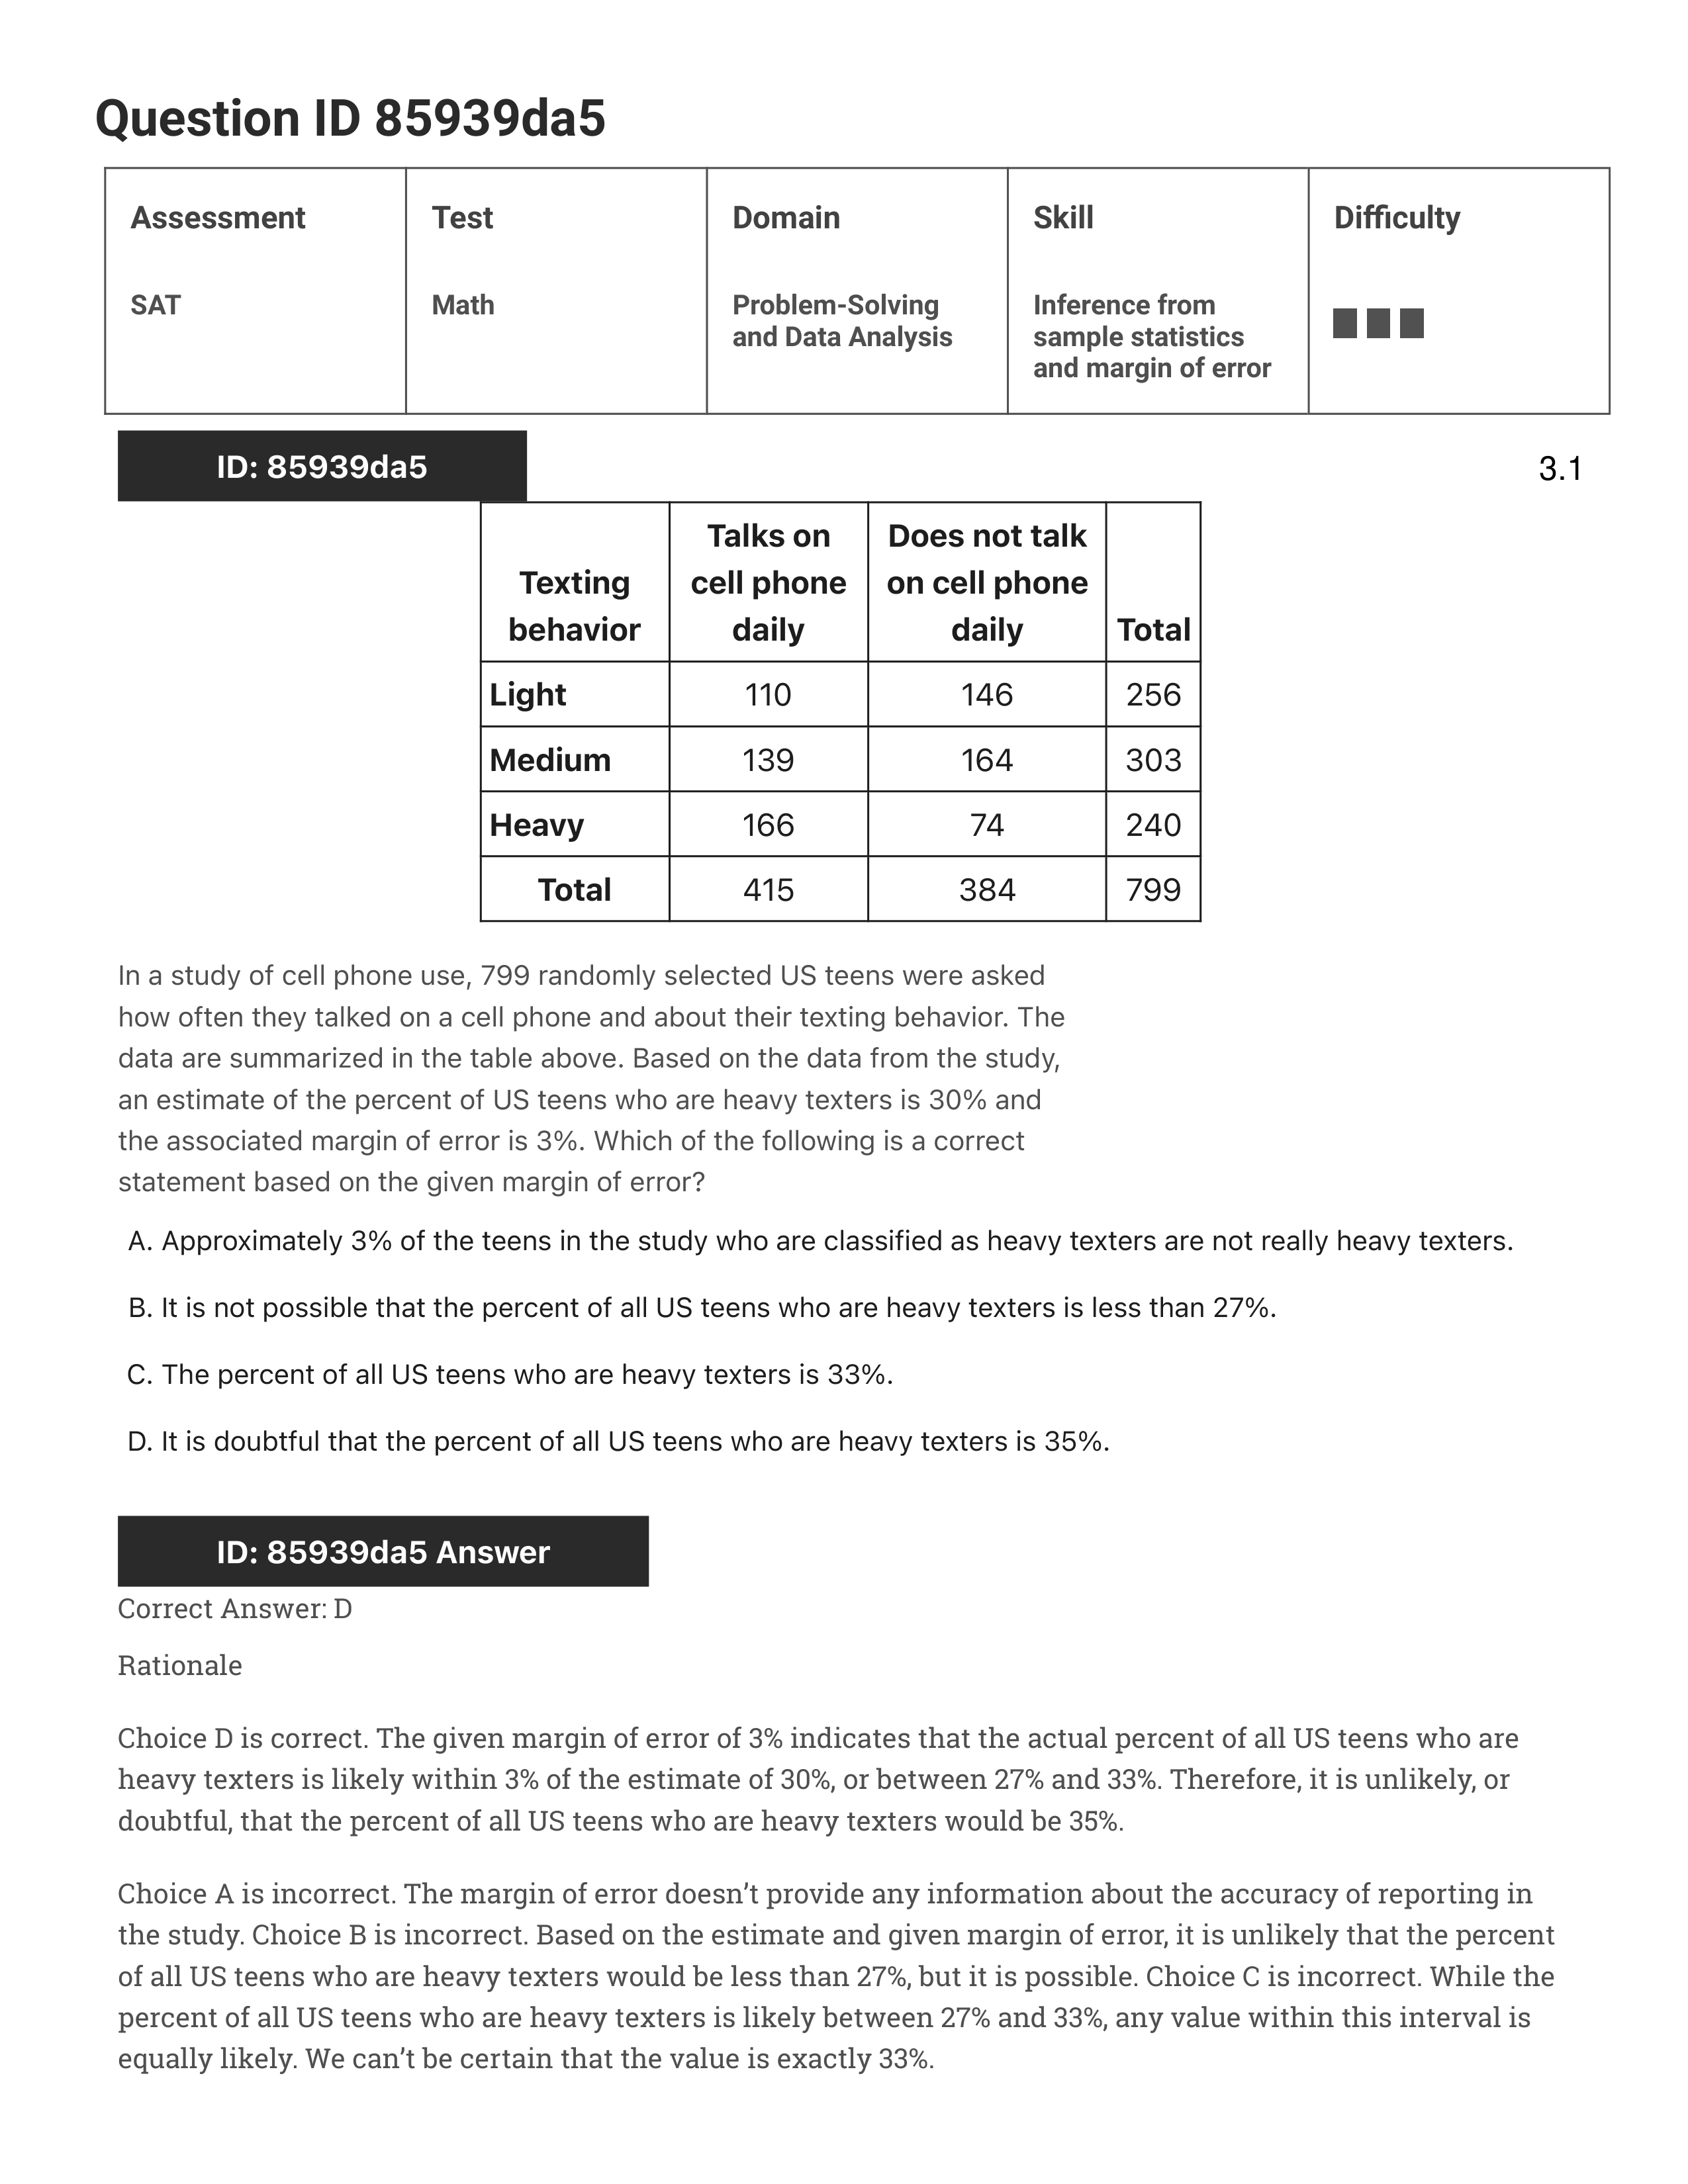 Question ID 85939da5
Assessment Test Domain Skill Difficulty
SAT Math Problem-Solving Inference from
and Data Analysis sample statistics
and margin of error
ID: 85939da5 3.1
Talks on Does not talk
Texting cell phone on cell phone
behavior daily daily Total
Light 110 146 256
Medium 139 164 303
Heavy 166 74 240
Total 415 384 799
In a study of cell phone use, 799 randomly selected US teens were asked
how often they talked on a cell phone and about their texting behavior. The
data are summarized in the table above. Based on the data from the study,
an estimate of the percent of US teens who are heavy texters is 30% and
the associated margin of error is 3%. Which of the following is a correct
statement based on the given margin of error?
A. Approximately 3% of the teens in the study who are classified as heavy texters are not really heavy texters.
B. It is not possible that the percent of all US teens who are heavy texters is less than 27%.
C. The percent of all US teens who are heavy texters is 33%.
D. It is doubtful that the percent of all US teens who are heavy texters is 35%.
ID: 85939da5 Answer
Correct Answer: D
Rationale
Choice D is correct. The given margin of error of 3% indicates that the actual percent of all US teens who are
heavy texters is likely within 3% of the estimate of 30%, or between 27% and 33%. Therefore, it is unlikely, or
doubtful, that the percent of all US teens who are heavy texters would be 35%.
Choice A is incorrect. The margin of error doesn’t provide any information about the accuracy of reporting in
the study. Choice B is incorrect. Based on the estimate and given margin of error, it is unlikely that the percent
of all US teens who are heavy texters would be less than 27%, but it is possible. Choice C is incorrect. While the
percent of all US teens who are heavy texters is likely between 27% and 33%, any value within this interval is
equally likely. We can’t be certain that the value is exactly 33%.